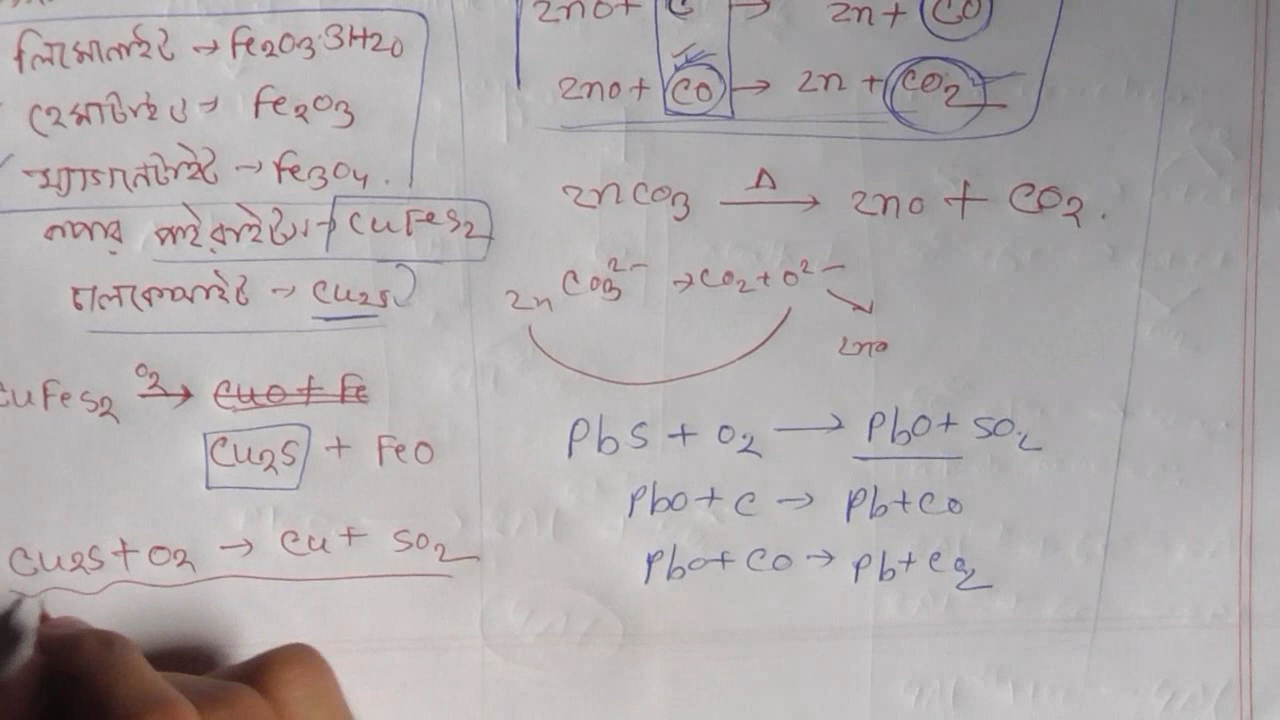 লিমোনাইট → Fe2O3·3H2O
হেমাটাইট → Fe2O3
ম্যাগনেটাইট → Fe3O4.
কপার পাইরাইট → CuFeS2
চালকোসাইট → Cu2S
CuFeS2 O2→ CuO + Fe
Cu2S + FeO
Cu2S + O2 → Cu + SO2
ZnO + C → Zn + CO
ZnO + CO → Zn + CO2
ZnCO3 Δ→ ZnO + CO2.
Zn CO3^2- → CO2 + O^2-
ZnO
PbS + O2 → PbO + SO2
PbO + C → Pb + CO
PbO + CO → Pb + CO2